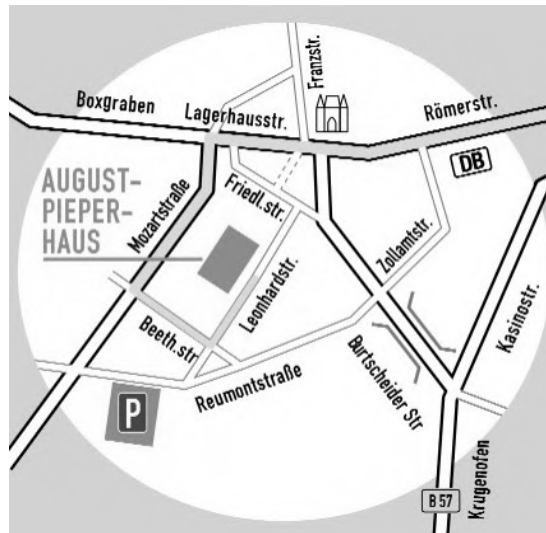 Franzstr.
Boxgraben
Lagerhausstr.
Römerstr.
DB
AUGUST-
PIEPER-
HAUS
Mozartstraße
Friedl.str.
Zollamtstr.
Leonhardstr.
Kasinostr.
Beeth.str
Reumontstraße
Burtscheider Str
P
Krugenofen
B 57